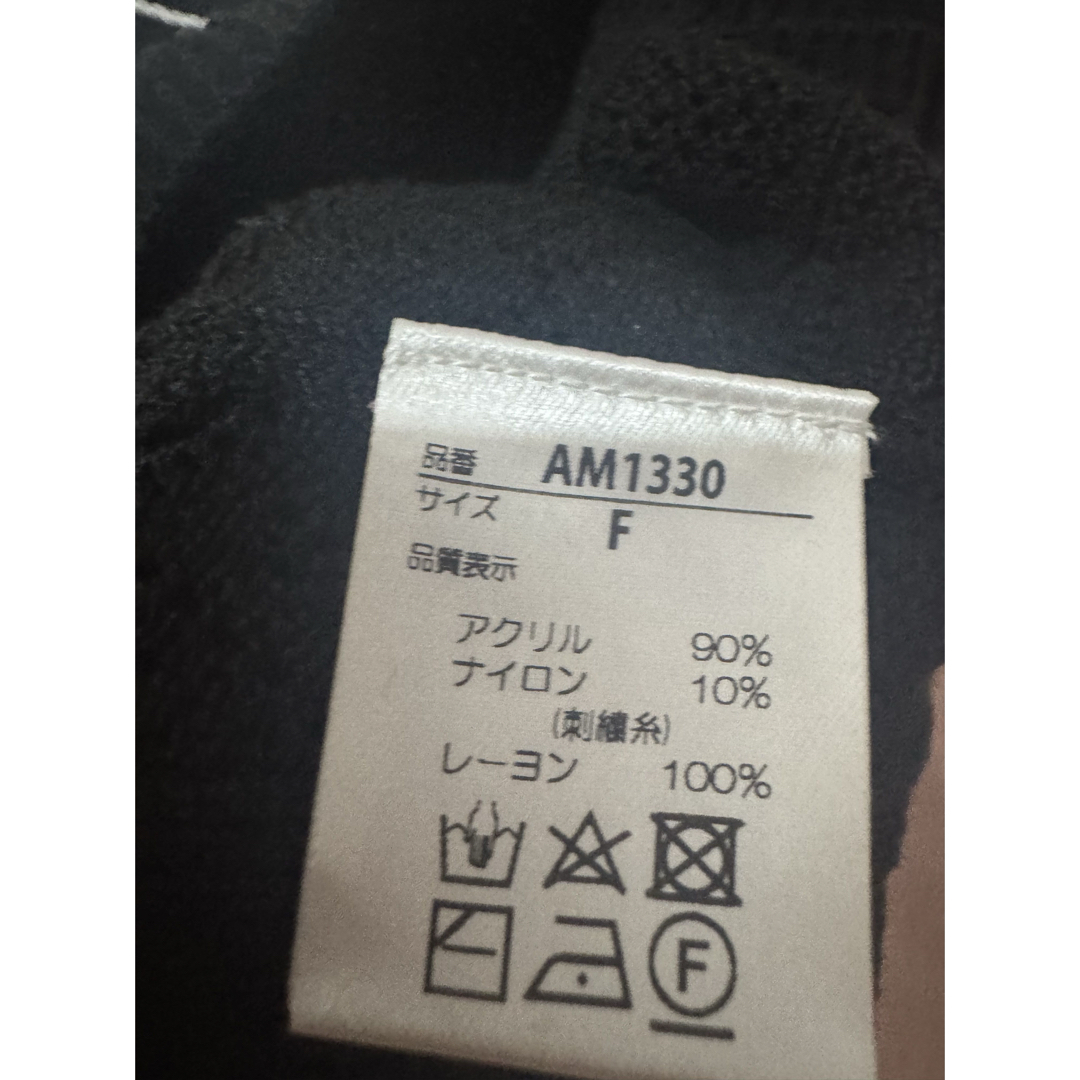 品番 AM1330
サイズ F
品質表示
アクリル 90%
ナイロン 10%
(刺繍糸)
レーヨン 100%
F